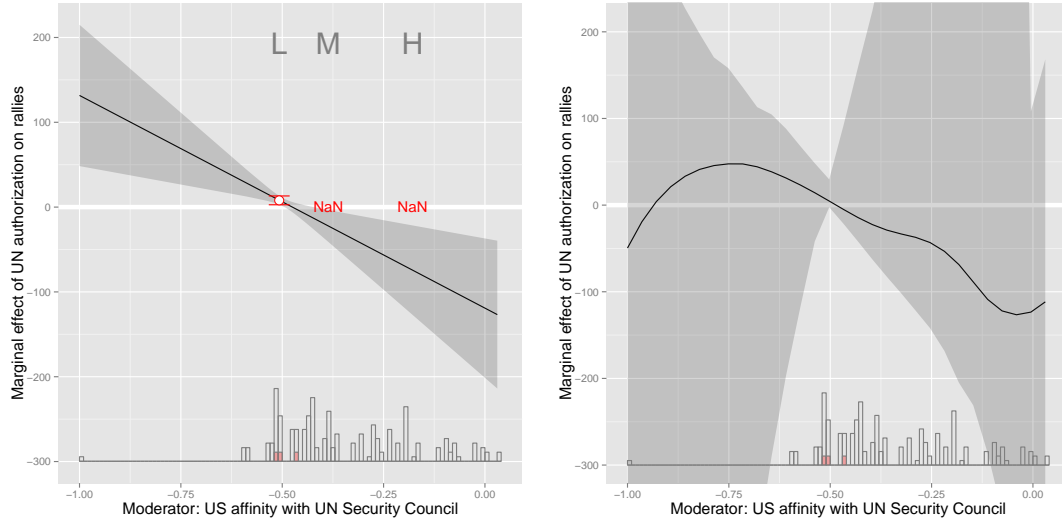 Marginal effect of UN authorization on rallies
200
100
0
−100
−200
−300
L M H
NaN NaN
−1.00 −0.75 −0.50 −0.25 0.00
Moderator: US affinity with UN Security Council
Marginal effect of UN authorization on rallies
200
100
0
−100
−200
−300
−1.00 −0.75 −0.50 −0.25 0.00
Moderator: US affinity with UN Security Council